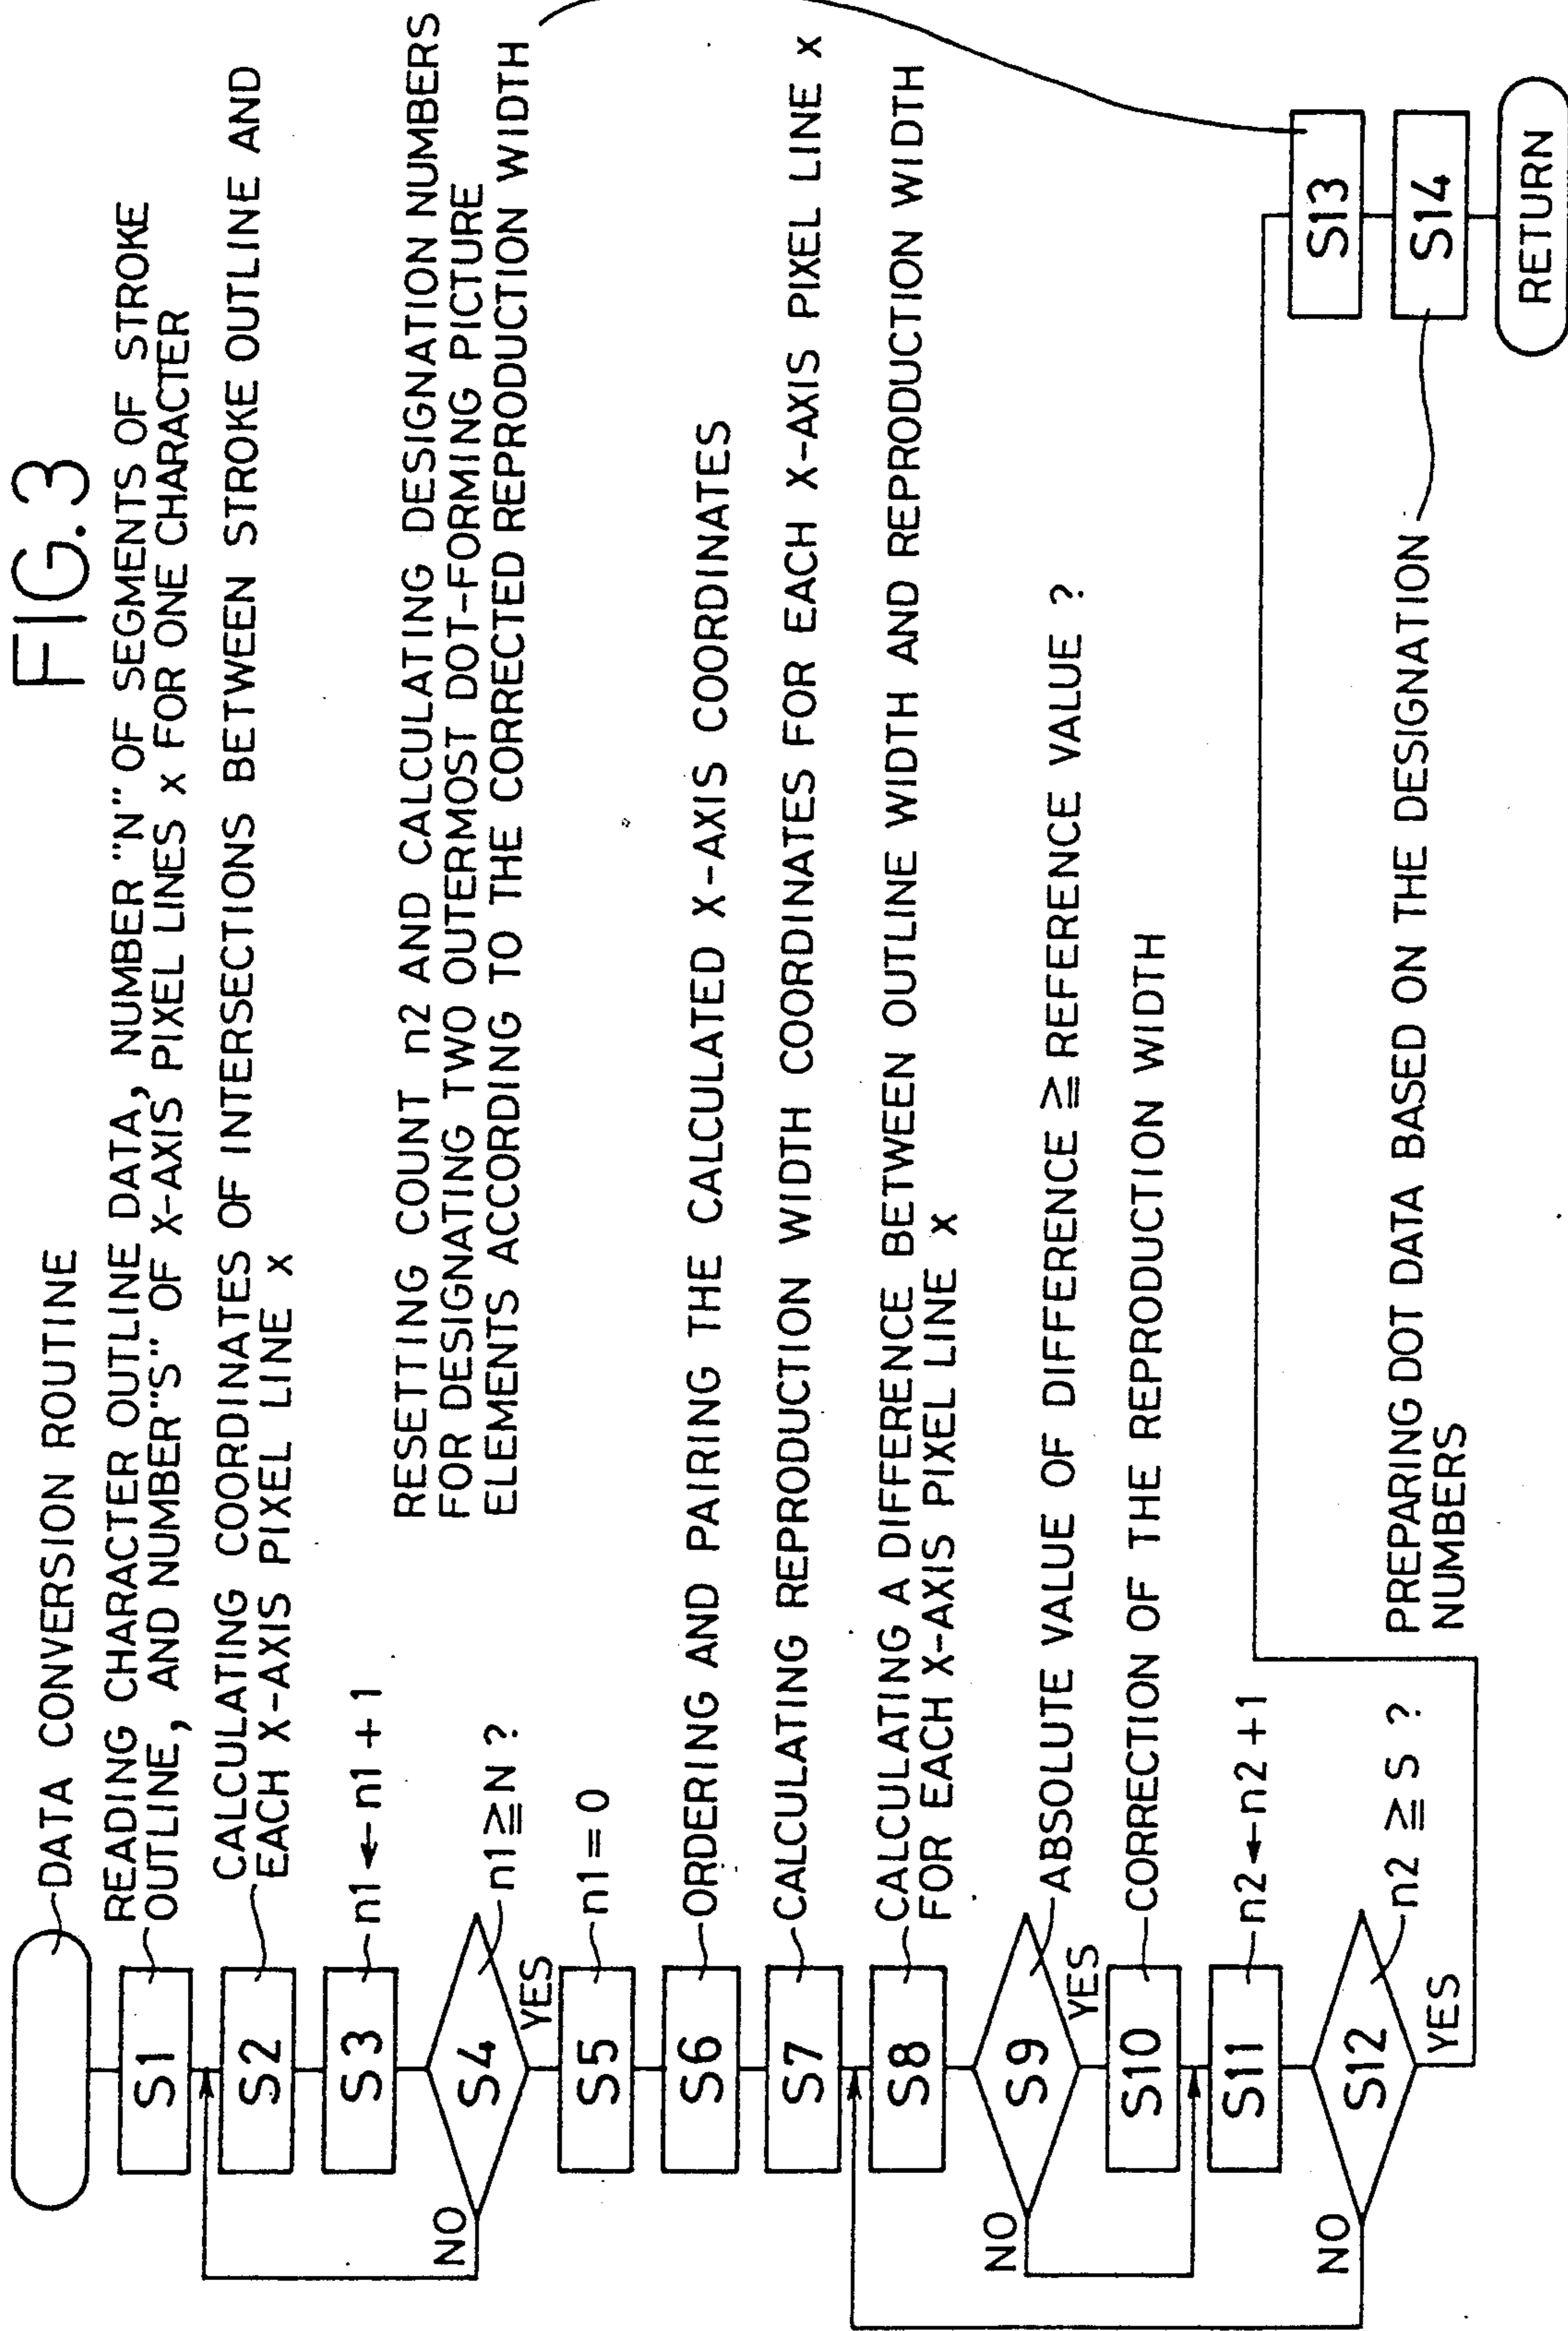 FIG.3
DATA CONVERSION ROUTINE
S1
READING CHARACTER OUTLINE DATA, NUMBER "N" OF SEGMENTS OF STROKE
OUTLINE, AND NUMBER "S" OF X-AXIS PIXEL LINES x FOR ONE CHARACTER
S2
CALCULATING COORDINATES OF INTERSECTIONS BETWEEN STROKE OUTLINE AND
EACH X-AXIS PIXEL LINE x
S3
n1←n1+1
S4
n1≧N ?
NO
YES
S5
n1=0
S6
ORDERING AND PAIRING THE CALCULATED X-AXIS COORDINATES
S7
CALCULATING REPRODUCTION WIDTH COORDINATES FOR EACH X-AXIS PIXEL LINE x
S8
CALCULATING A DIFFERENCE BETWEEN OUTLINE WIDTH AND REPRODUCTION WIDTH
FOR EACH X-AXIS PIXEL LINE x
S9
ABSOLUTE VALUE OF DIFFERENCE ≧ REFERENCE VALUE ?
NO
YES
S10
CORRECTION OF THE REPRODUCTION WIDTH
S11
n2←n2+1
S12
n2 ≧ S ?
NO
YES
RESETTING COUNT n2 AND CALCULATING DESIGNATION NUMBERS
FOR DESIGNATING TWO OUTERMOST DOT-FORMING PICTURE
ELEMENTS ACCORDING TO THE CORRECTED REPRODUCTION WIDTH
S13
S14
PREPARING DOT DATA BASED ON THE DESIGNATION
NUMBERS
RETURN